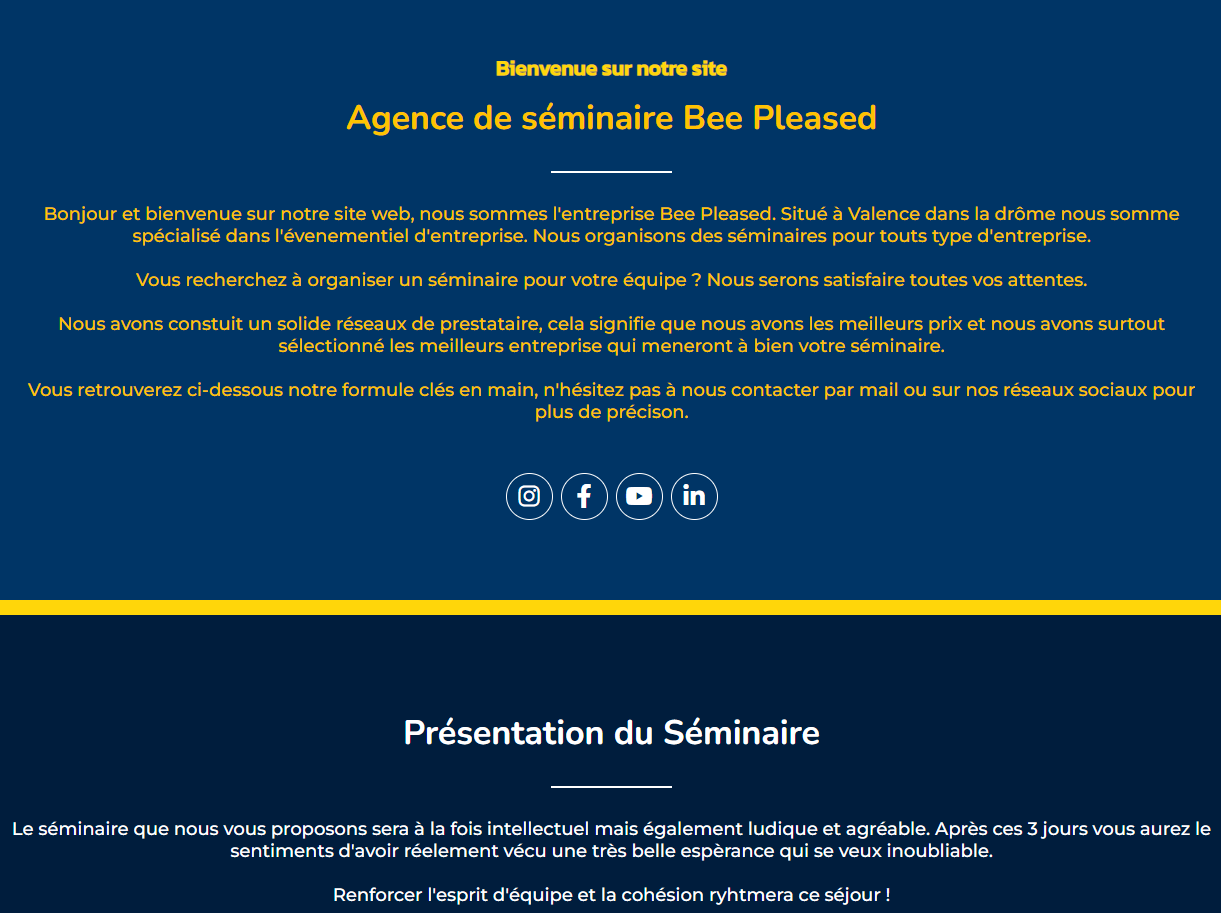 Bienvenue sur notre site
Agence de séminaire Bee Pleased
Bonjour et bienvenue sur notre site web, nous sommes l'entreprise Bee Pleased. Situé à Valence dans la drôme nous somme
spécialisé dans l'évenementiel d'entreprise. Nous organisons des séminaires pour touts type d'entreprise.
Vous recherchez à organiser un séminaire pour votre équipe ? Nous serons satisfaire toutes vos attentes.
Nous avons constuit un solide réseaux de prestataire, cela signifie que nous avons les meilleurs prix et nous avons surtout
sélectionné les meilleurs entreprise qui meneront à bien votre séminaire.
Vous retrouverez ci-dessous notre formule clés en main, n'hésitez pas à nous contacter par mail ou sur nos réseaux sociaux pour
plus de précison.
Présentation du Séminaire
Le séminaire que nous vous proposons sera à la fois intellectuel mais également ludique et agréable. Après ces 3 jours vous aurez le
sentiments d'avoir réelement vécu une très belle espèrance qui se veux inoubliable.
Renforcer l'esprit d'équipe et la cohésion ryhtmera ce séjour !